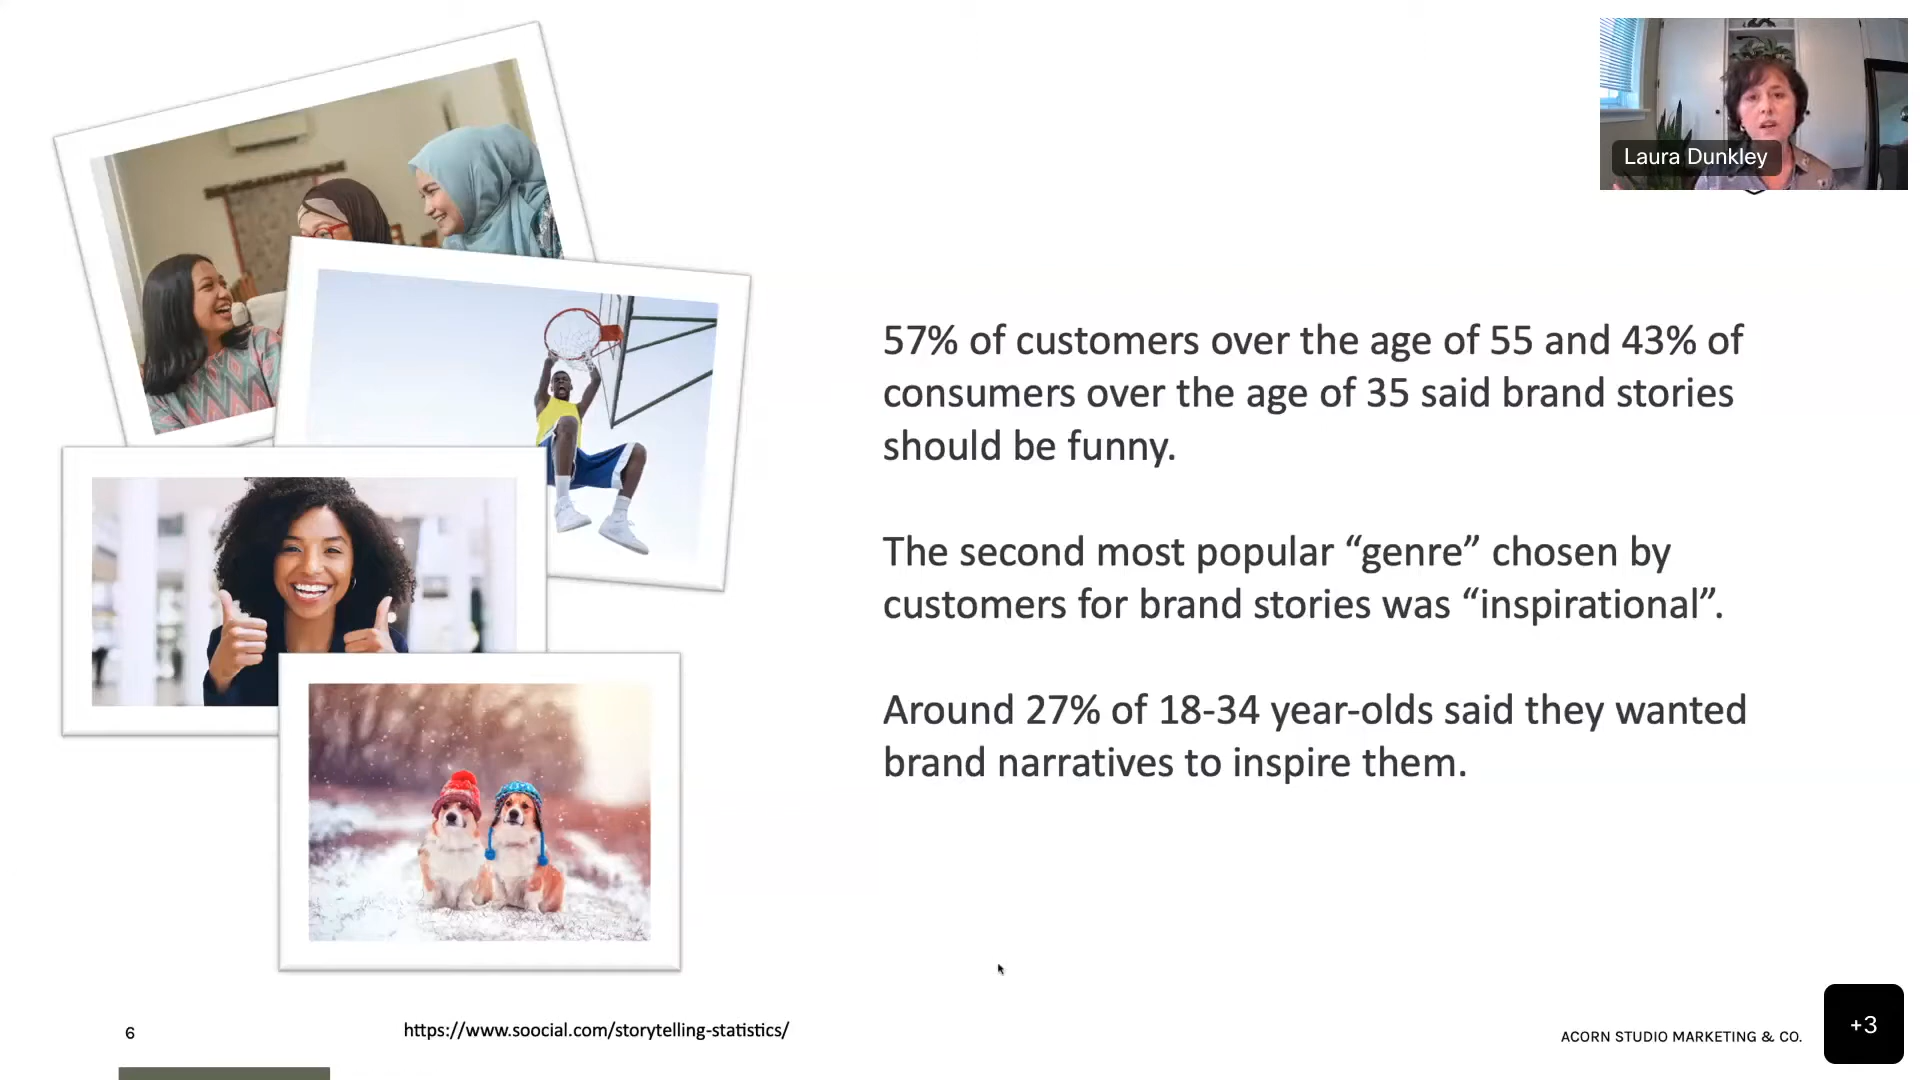 Laura Dunkley
57% of customers over the age of 55 and 43% of
consumers over the age of 35 said brand stories
should be funny.
The second most popular “genre” chosen by
customers for brand stories was “inspirational”.
Around 27% of 18-34 year-olds said they wanted
brand narratives to inspire them.
6
https://www.soocial.com/storytelling-statistics/
ACORN STUDIO MARKETING & CO.
+3